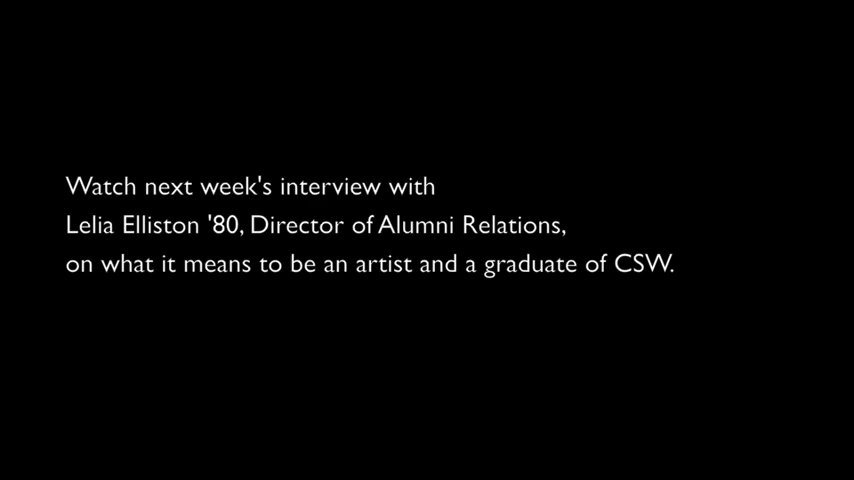 Watch next week's interview with
Lelia Elliston '80, Director of Alumni Relations,
on what it means to be an artist and a graduate of CSW.